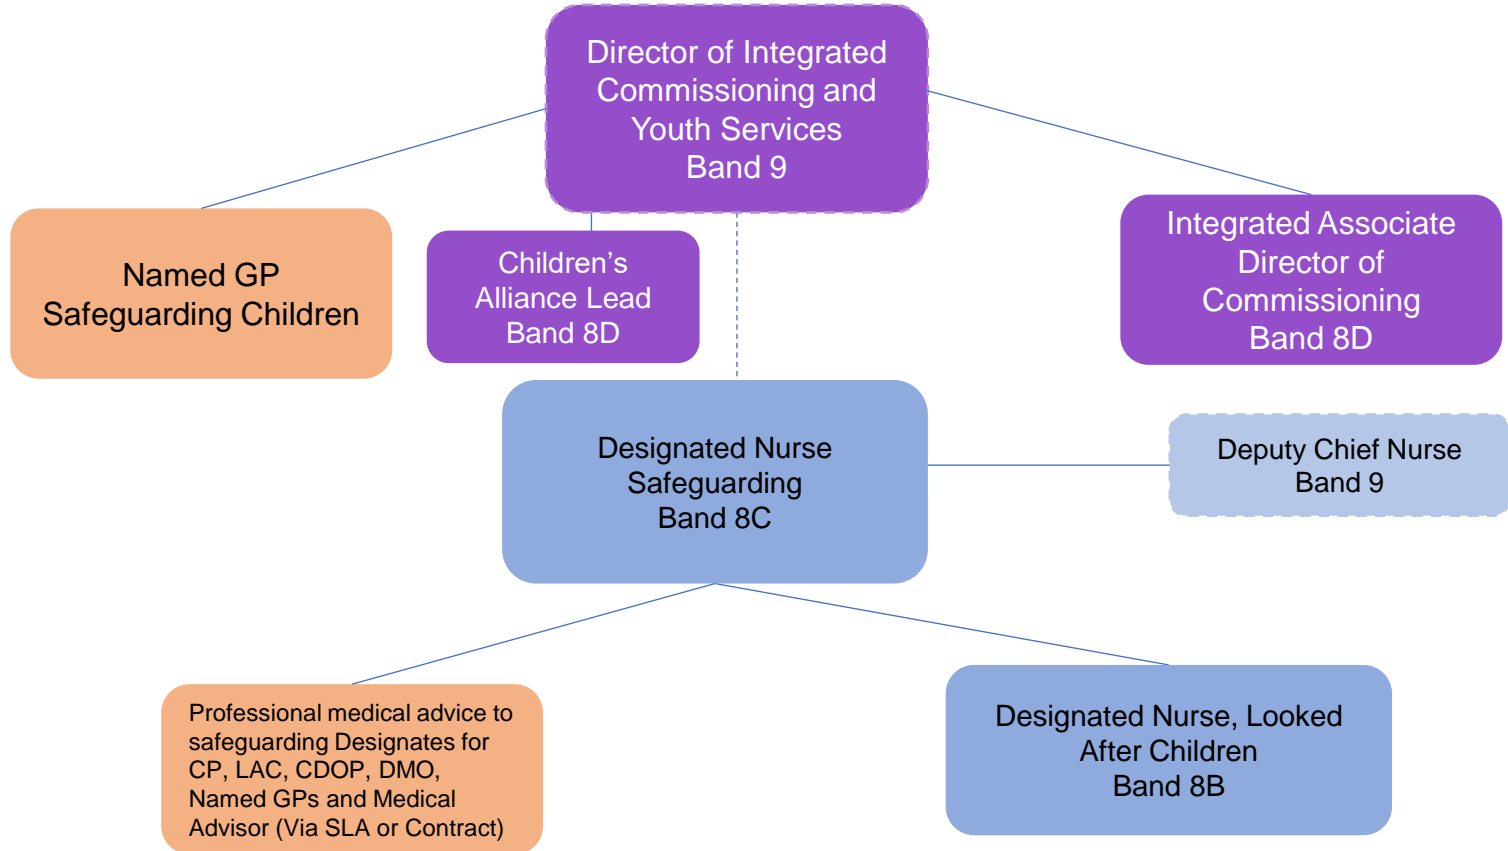 Director of Integrated
Commissioning and
Youth Services
Band 9
Named GP
Safeguarding Children
Children’s
Alliance Lead
Band 8D
Integrated Associate
Director of
Commissioning
Band 8D
Designated Nurse
Safeguarding
Band 8C
Deputy Chief Nurse
Band 9
Professional medical advice to
safeguarding Designates for
CP, LAC, CDOP, DMO,
Named GPs and Medical
Advisor (Via SLA or Contract)
Designated Nurse, Looked
After Children
Band 8B